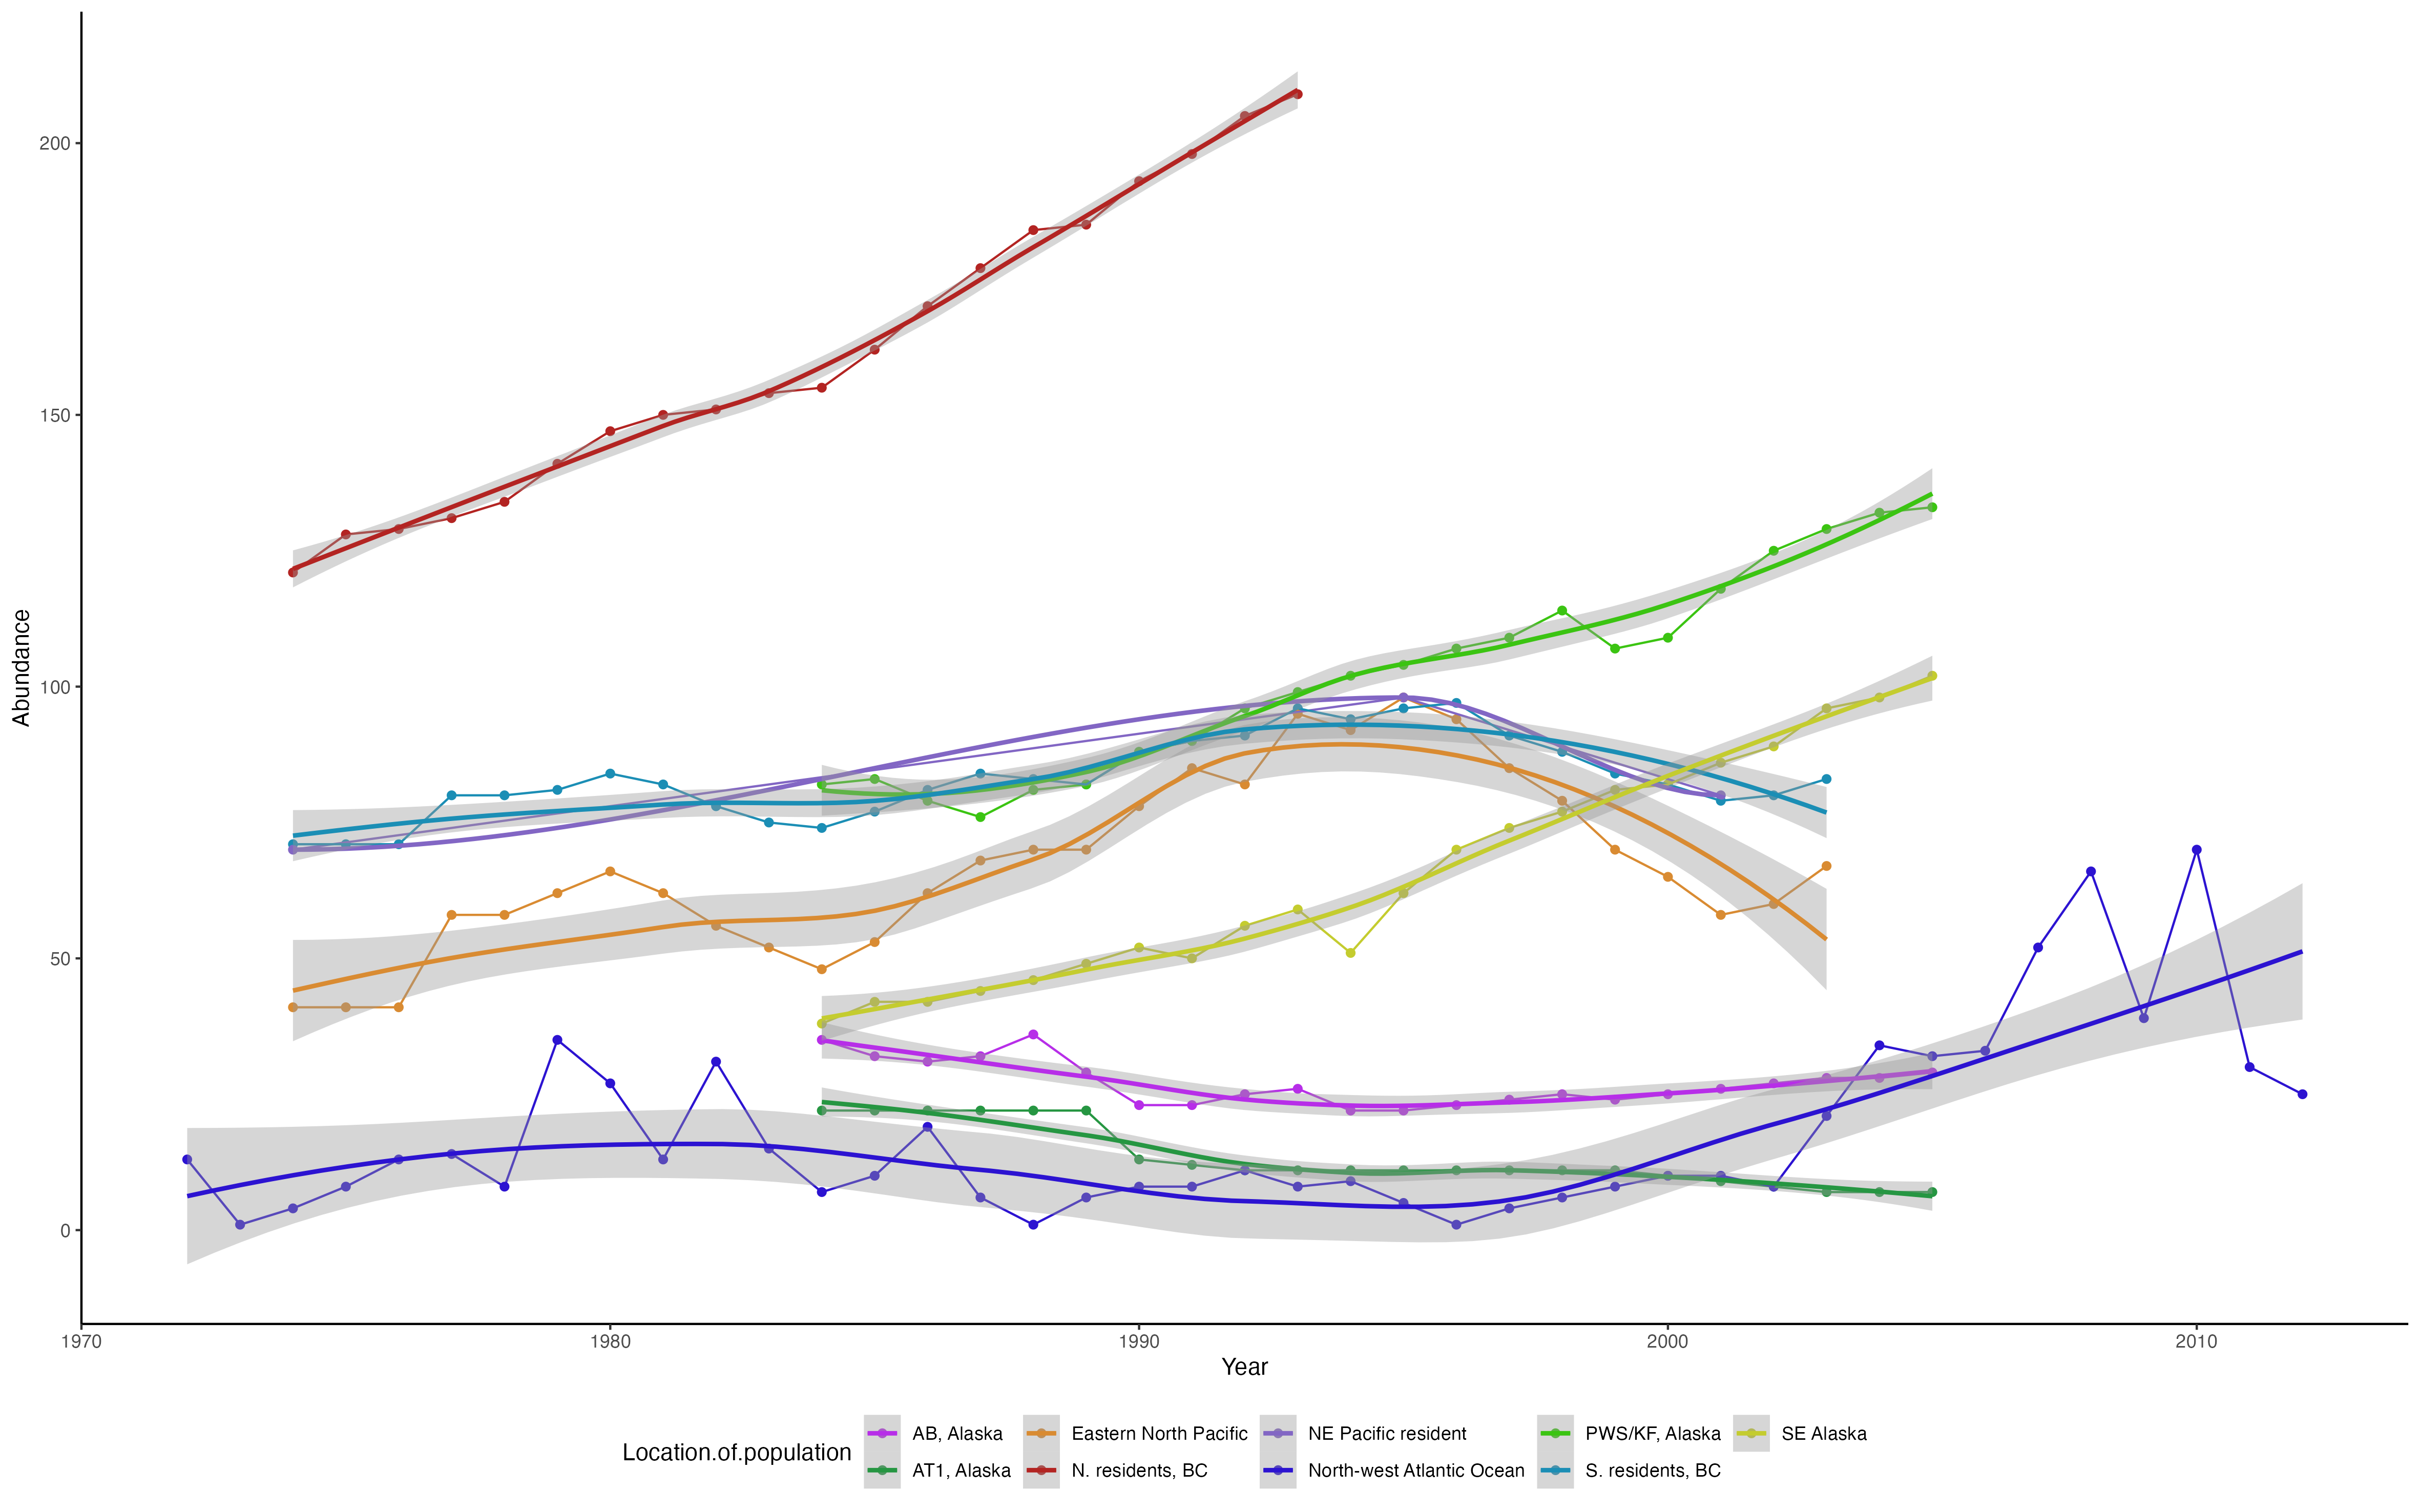 200
150
100
50
0
Abundance
1970 1980 1990 2000 2010
Year
Location.of.population
AB, Alaska Eastern North Pacific NE Pacific resident PWS/KF, Alaska SE Alaska
AT1, Alaska N. residents, BC North-west Atlantic Ocean S. residents, BC